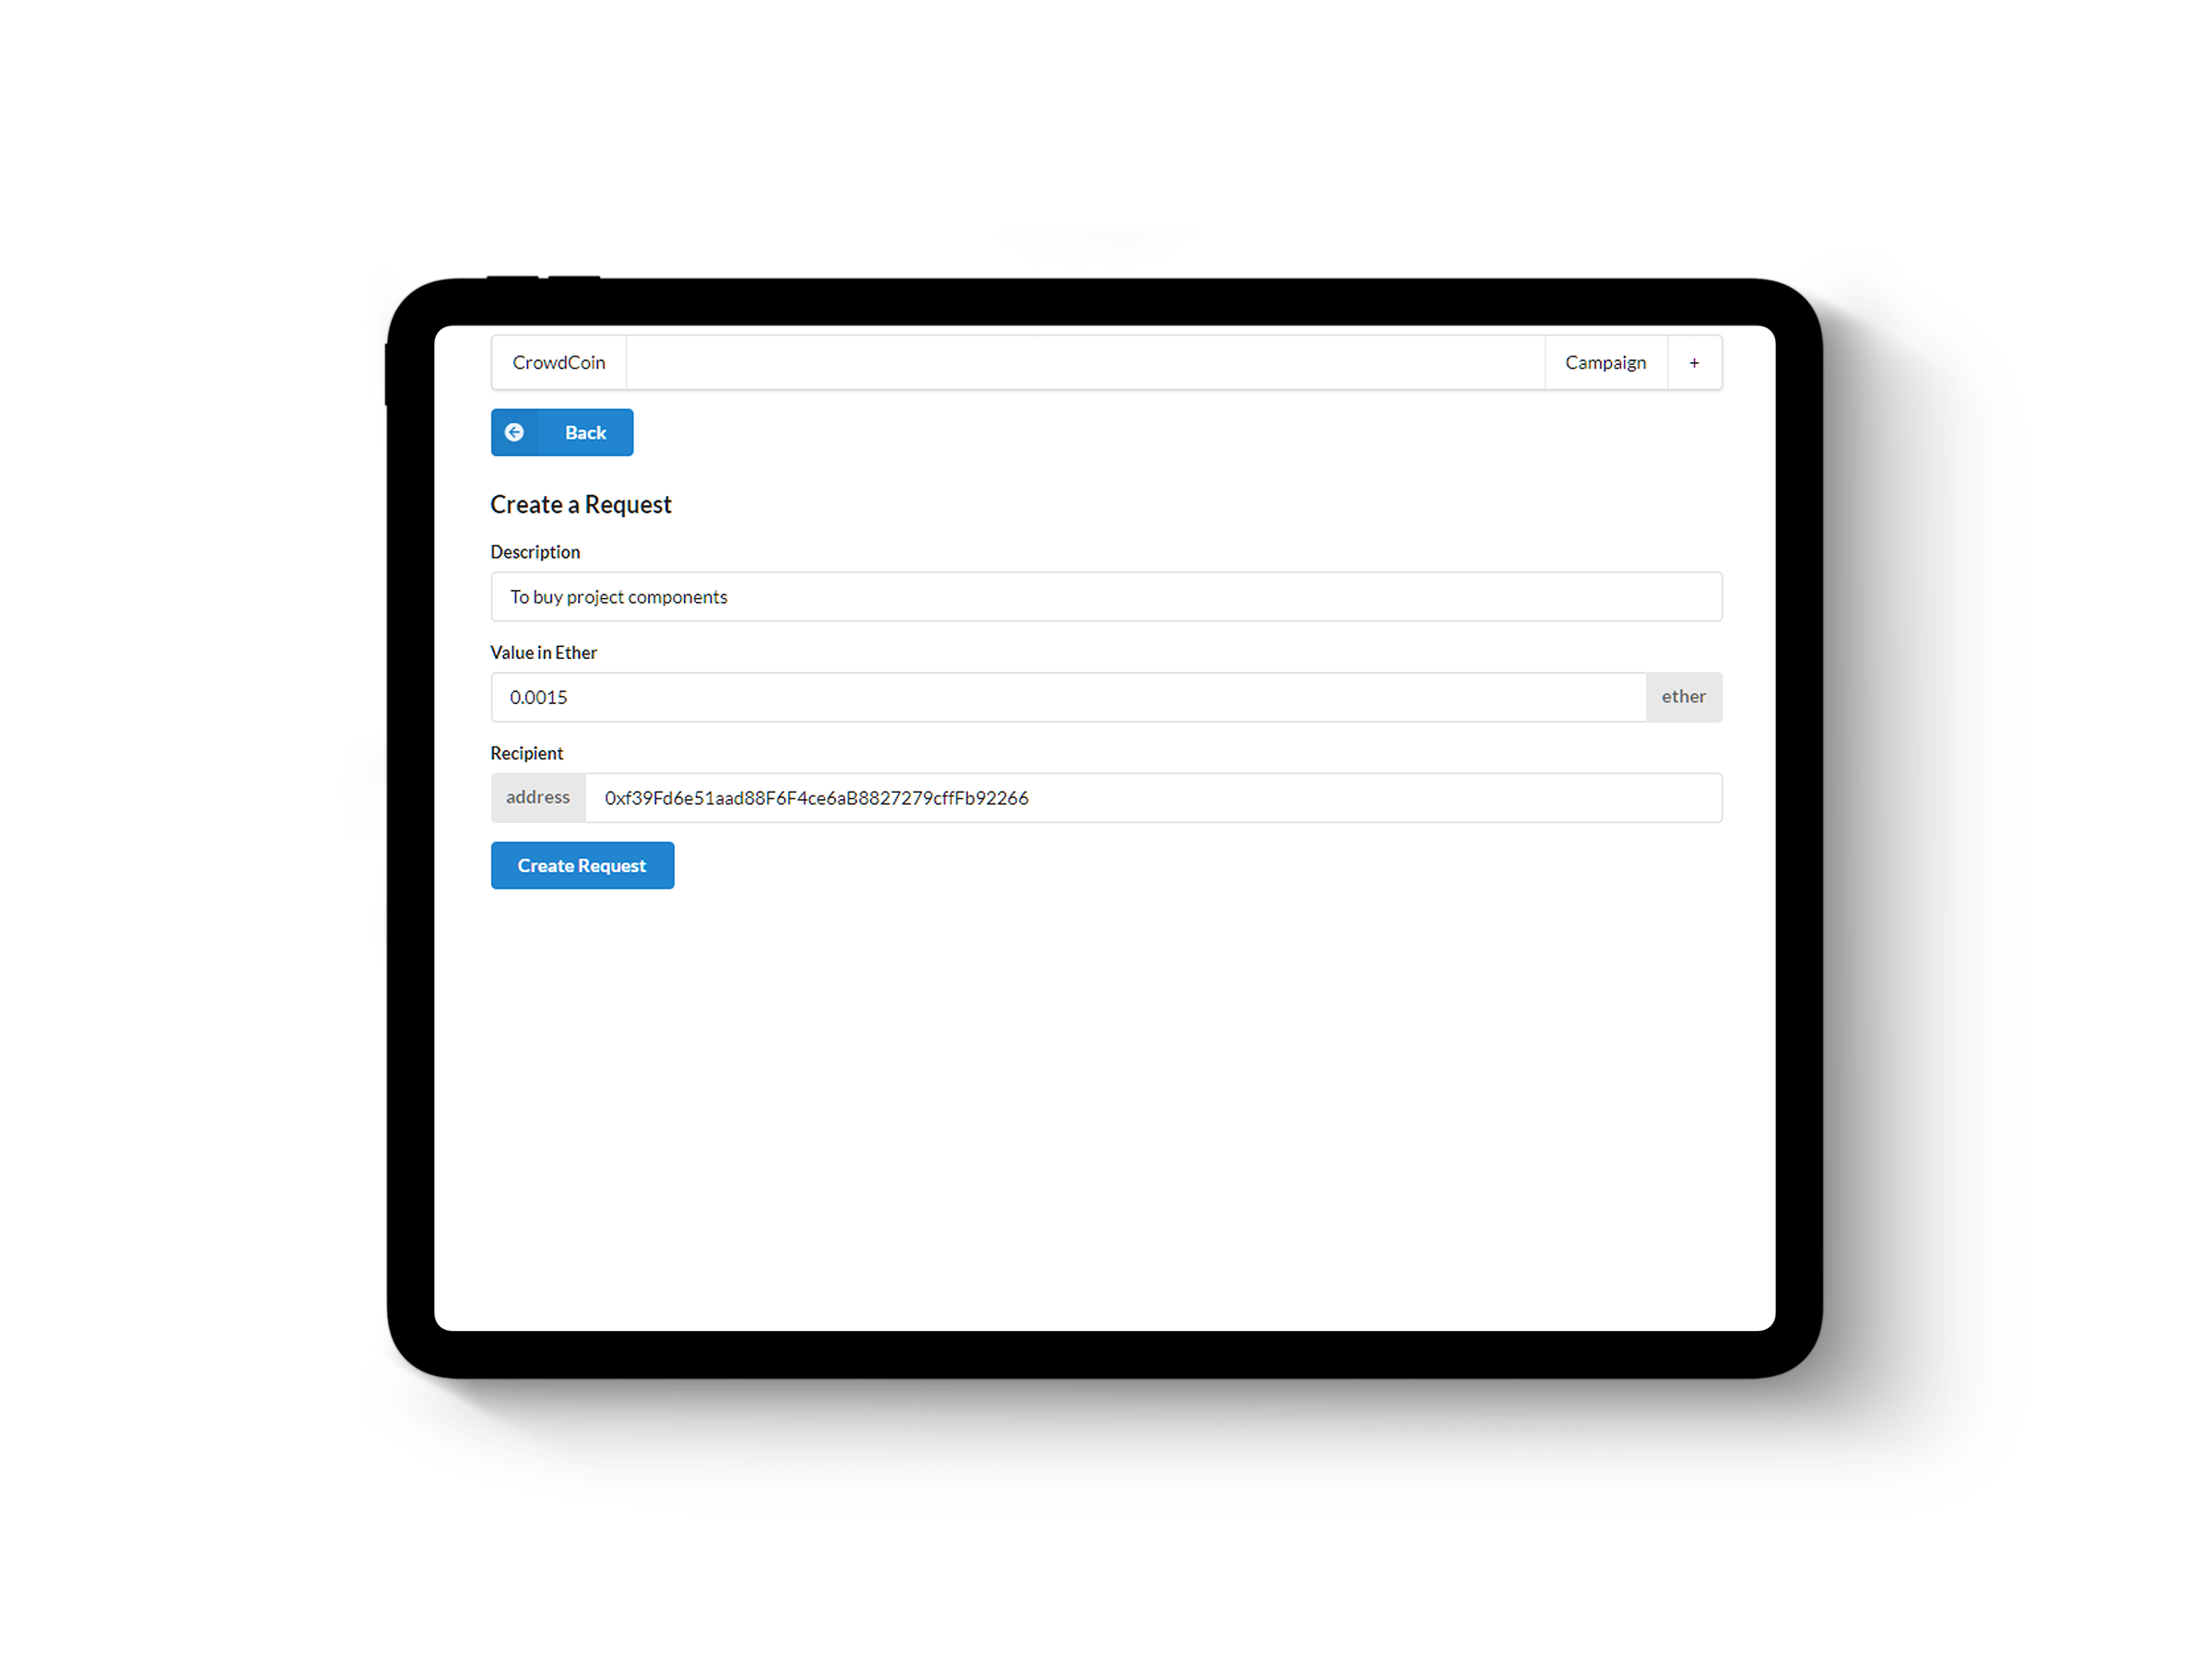 CrowdCoin Campaign +
Back
Create a Request
Description
To buy project components
Value in Ether
0.0015 ether
Recipient
address 0xf39Fd6e51aad88F6F4ce6aB8827279cffFb92266
Create Request